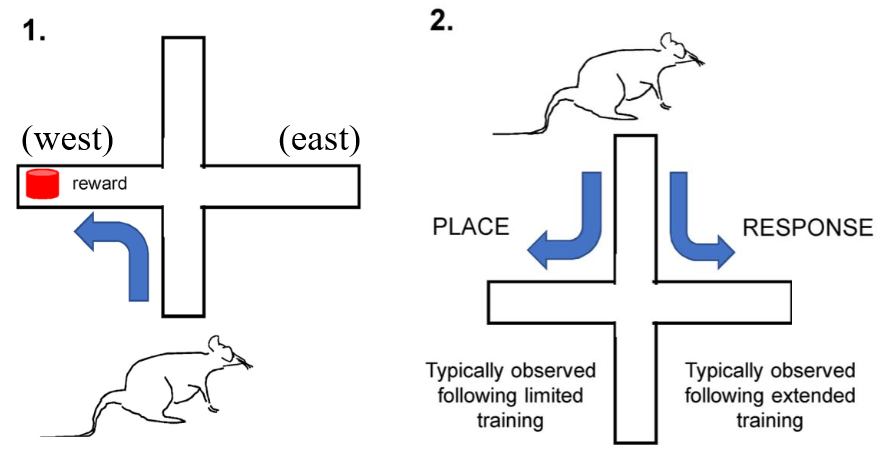 1.
(west)
(east)
reward
2.
PLACE
RESPONSE
Typically observed
following limited
training
Typically observed
following extended
training